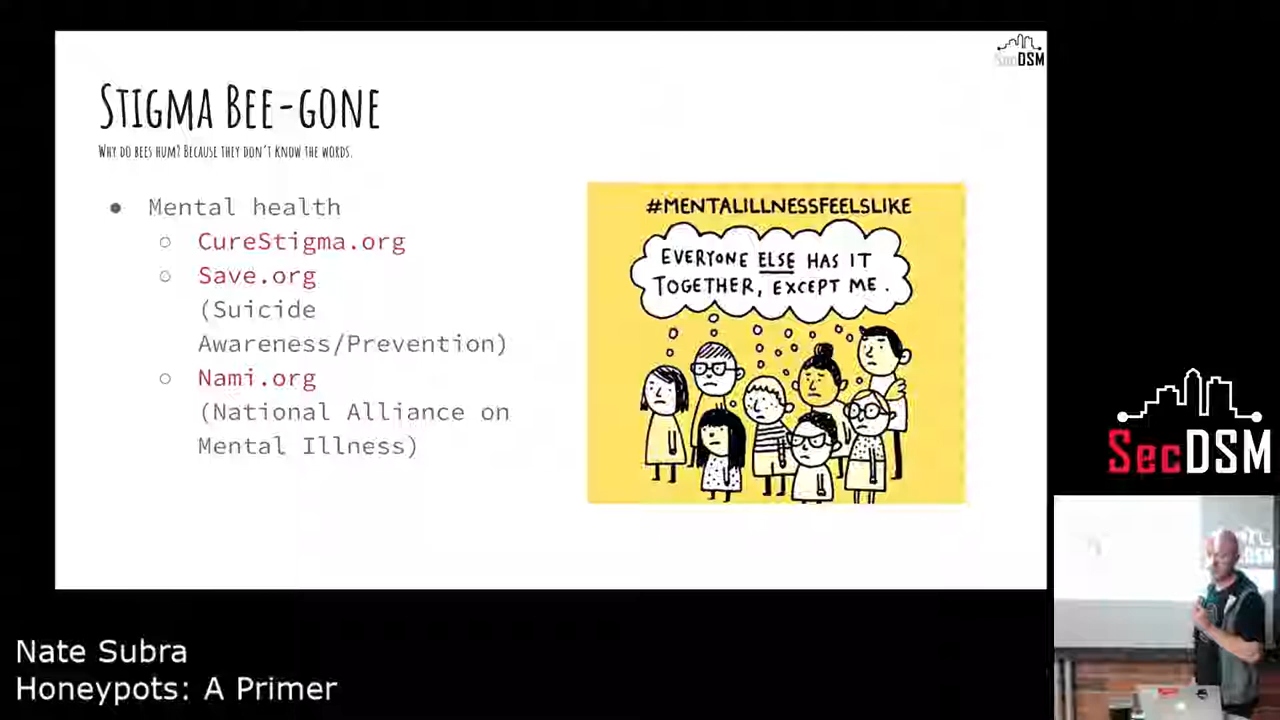 SecDSM
STIGMA BEE-GONE
WHY DO BEES HUM? BECAUSE THEY DON'T KNOW THE WORDS.
● Mental health
○ CureStigma.org
○ Save.org
(Suicide
Awareness/Prevention)
○ Nami.org
(National Alliance on
Mental Illness)
#MENTALILLNESSFEELSLIKE
EVERYONE ELSE HAS IT
TOGETHER, EXCEPT ME.
SecDSM
Nate Subra
Honeypots: A Primer